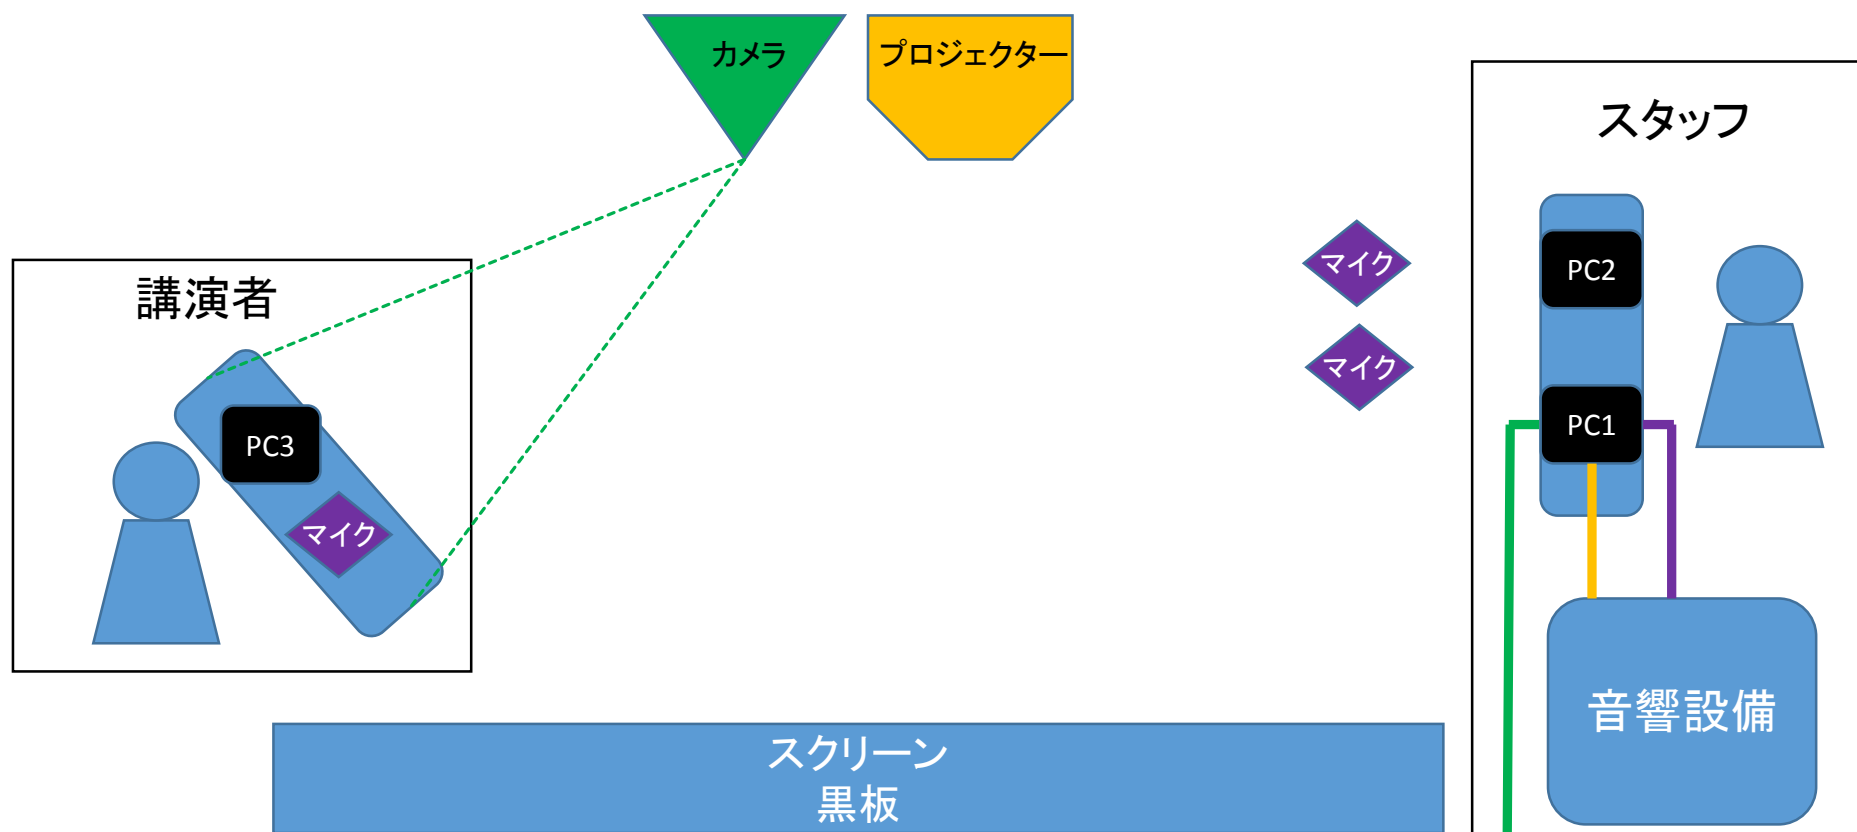 カメラ
プロジェクター
スタッフ
講演者
マイク
マイク
PC2
PC1
PC3
マイク
音響設備
スクリーン
黒板